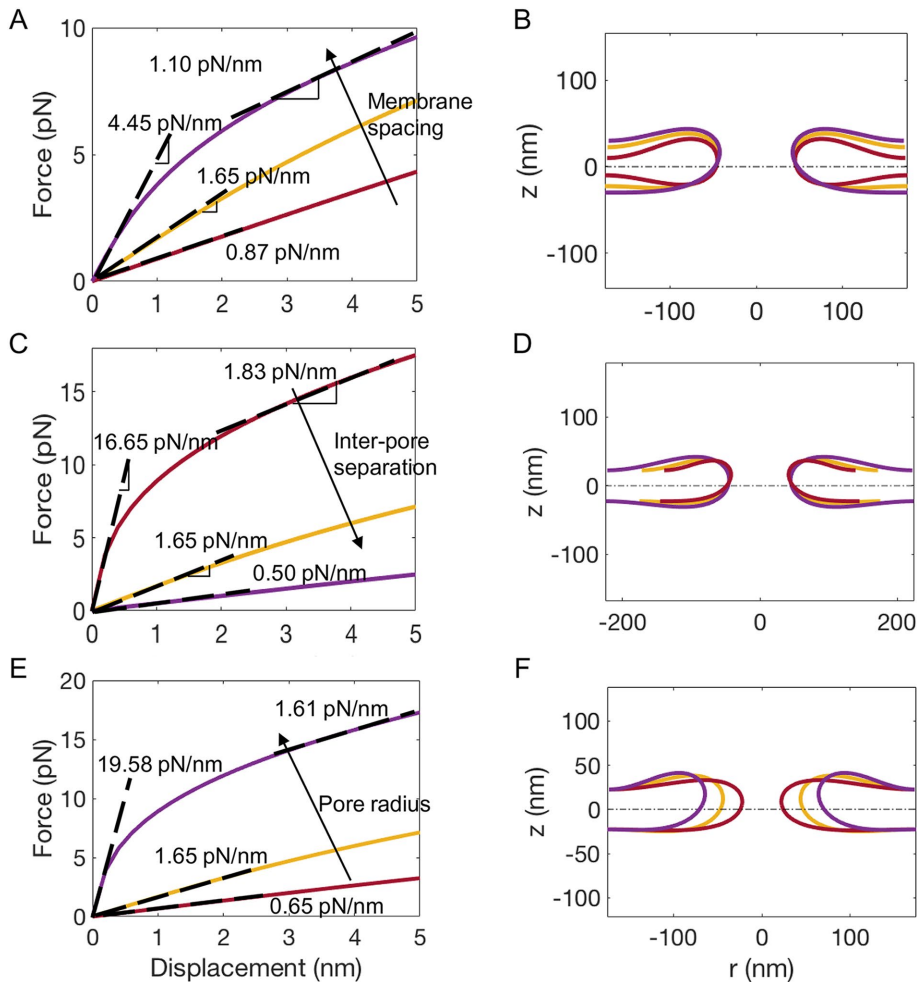 A
B
10
5
0
Force (pN)
1.10 pN/nm
4.45 pN/nm
1.65 pN/nm
0.87 pN/nm
Membrane
spacing
0 1 2 3 4 5
100
0
-100
z (nm)
-100 0 100
C
D
15
10
5
0
Force (pN)
1.83 pN/nm
16.65 pN/nm
Inter-pore
separation
1.65 pN/nm
0.50 pN/nm
0 1 2 3 4 5
100
0
-100
z (nm)
-200 0 200
E
F
20
15
10
5
0
Force (pN)
1.61 pN/nm
19.58 pN/nm
Pore radius
1.65 pN/nm
0.65 pN/nm
0 1 2 3 4 5
Displacement (nm)
100
50
0
-50
-100
z (nm)
-100 0 100
r (nm)